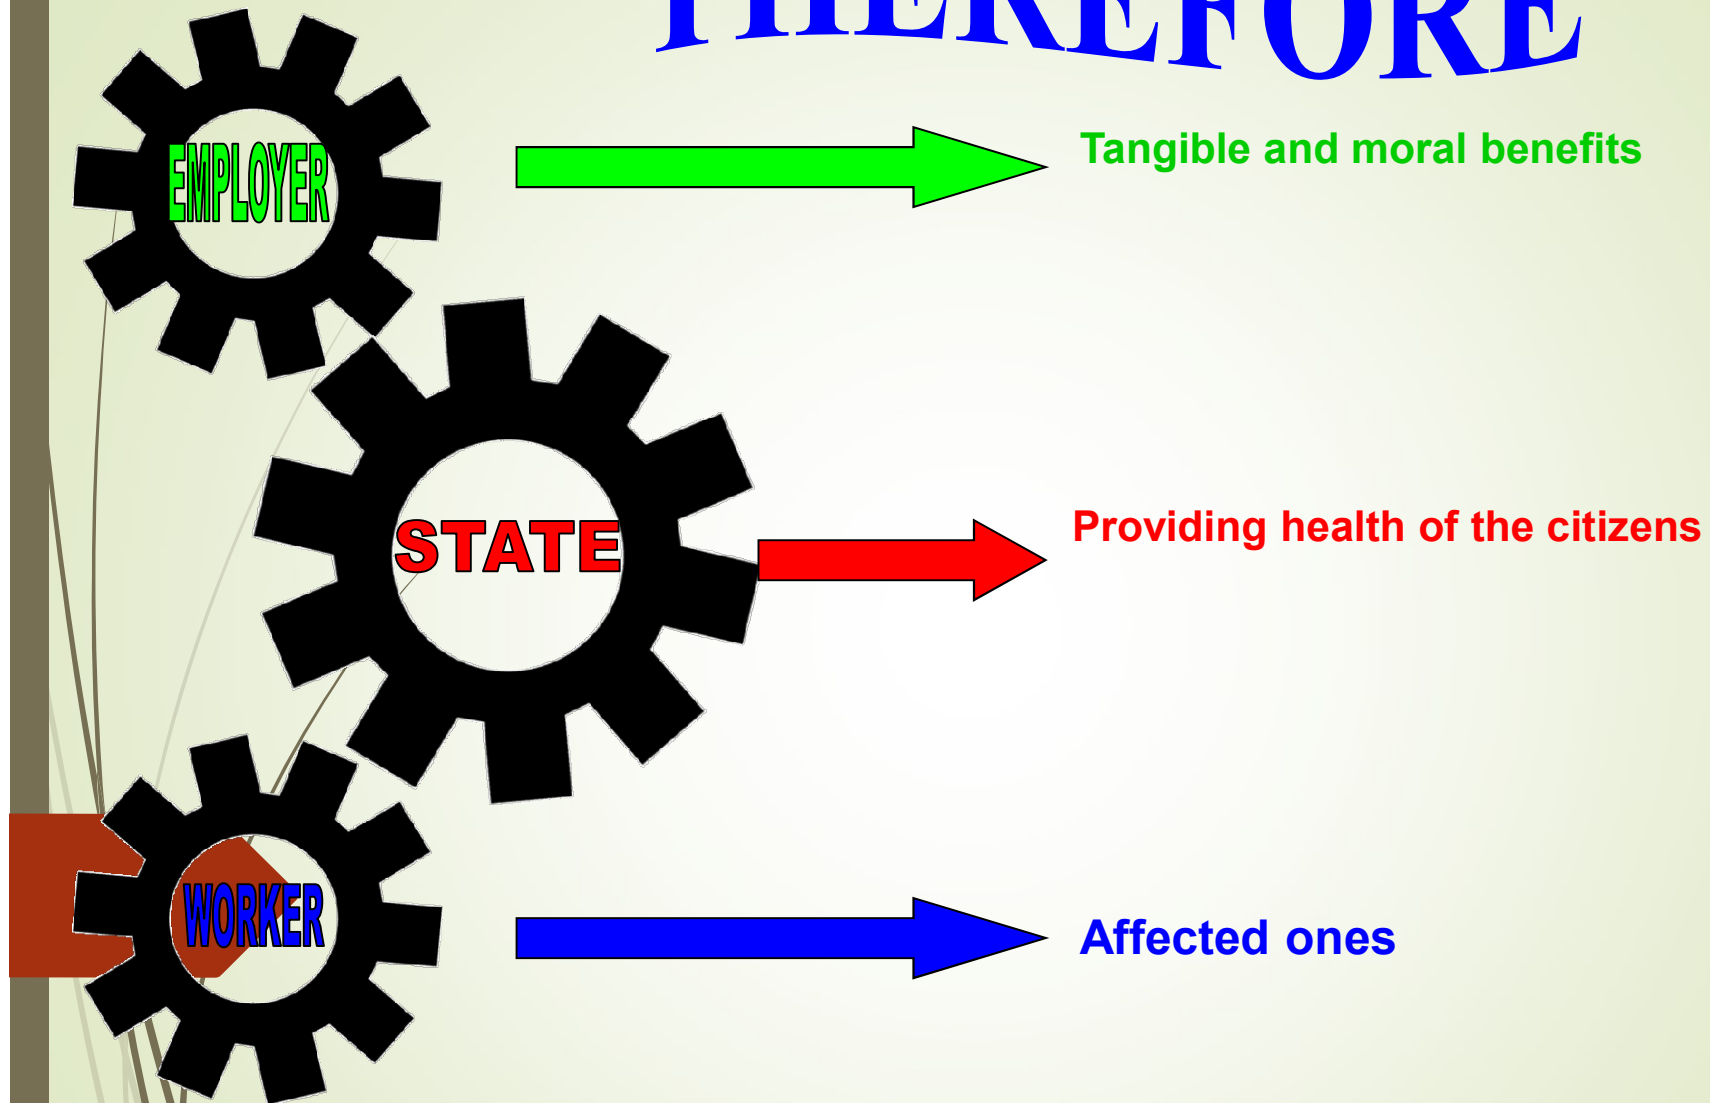 THEREFORE
EMPLOYER
Tangible and moral benefits
STATE
Providing health of the citizens
WORKER
Affected ones